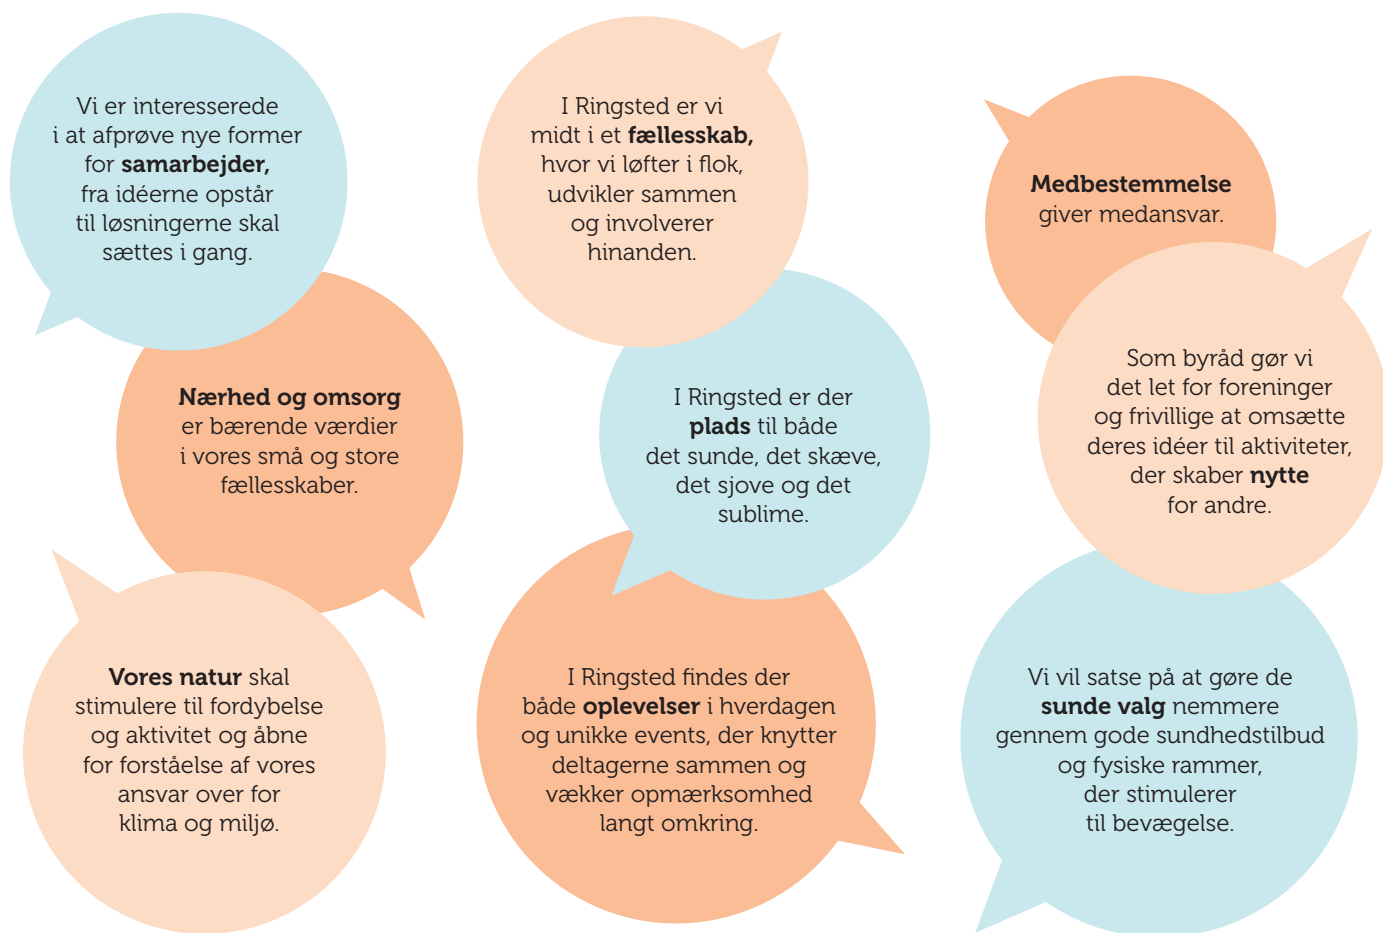 Vi er interesserede
i at afprøve nye former
for samarbejder,
fra idéerne opstår
til løsningerne skal
sættes i gang.
Nærhed og omsorg
er bærende værdier
i vores små og store
fællesskaber.
Vores natur skal
stimulere til fordybelse
og aktivitet og åbne
for forståelse af vores
ansvar over for
klima og miljø.
I Ringsted er vi
midt i et fællesskab,
hvor vi løfter i flok,
udvikler sammen
og involverer
hinanden.
I Ringsted er der
plads til både
det sunde, det skæve,
det sjove og det
sublime.
I Ringsted findes der
både oplevelser i hverdagen
og unikke events, der knytter
deltagerne sammen og
vækker opmærksomhed
langt omkring.
Medbestemmelse
giver medansvar.
Som byråd gør vi
det let for foreninger
og frivillige at omsætte
deres idéer til aktiviteter,
der skaber nytte
for andre.
Vi vil satse på at gøre de
sunde valg nemmere
gennem gode sundhedstilbud
og fysiske rammer,
der stimulerer
til bevægelse.